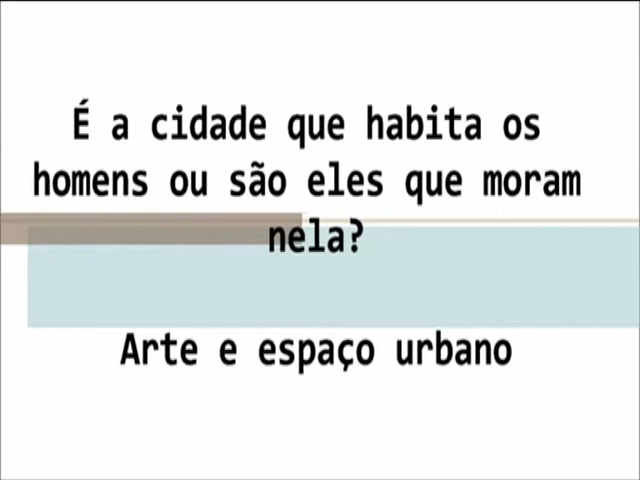 É a cidade que habita os
homens ou são eles que moram
nela?
Arte e espaço urbano